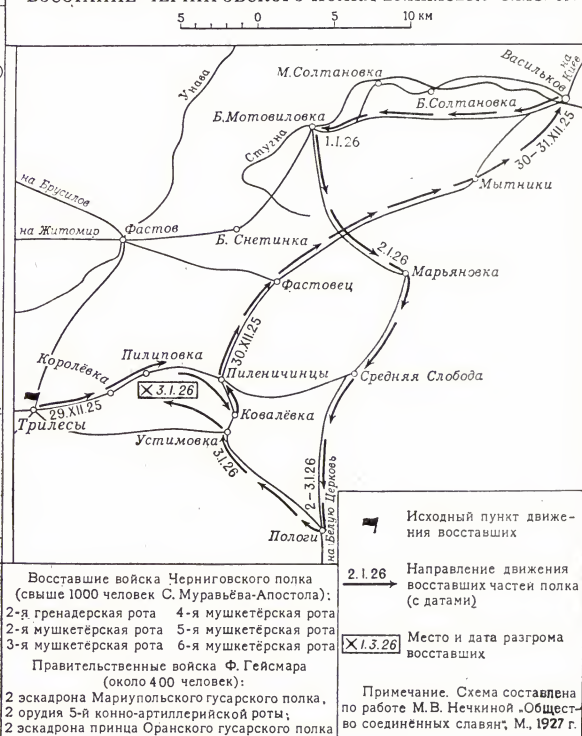 5 0 5 10 км
на Киев
Васильков
М.Солтановка
Б.Солтановка
Унава
Б.Мотовиловка
Стугна
1.1.26
30–31.XII.25
Мытники
на Брусилов
на Житомир
Фастов
Б. Снетинка
2.1.26
Марьяновка
Фастовец
30.XII.25
Королёвка
Пилиповка
Пиленичинцы
Средняя Слобода
3.1.26
29.XII.25
Трилесы
Ковалёвка
Устимовка
3.1.26
2–3.1.26
на Белую Церковь
Пологи
Исходный пункт движе-
ния восставших
2.1.26
Направление движения
восставших частей полка
(с датами)
1.3.26
Место и дата разгрома
восставших
Примечание. Схема составлена
по работе М.В. Нечкиной „Общест-
во соединённых славян", М., 1927 г.
Восставшие войска Черниговского полка
(свыше 1000 человек С. Муравьёва-Апостола):
2-я гренадерская рота 4-я мушкетёрская рота
2-я мушкетёрская рота 5-я мушкетёрская рота
3-я мушкетёрская рота 6-я мушкетёрская рота
Правительственные войска Ф. Гейсмара
(около 400 человек):
2 эскадрона Мариупольского гусарского полка,
2 орудия 5-й конно-артиллерийской роты;
2 эскадрона принца Оранского гусарского полка